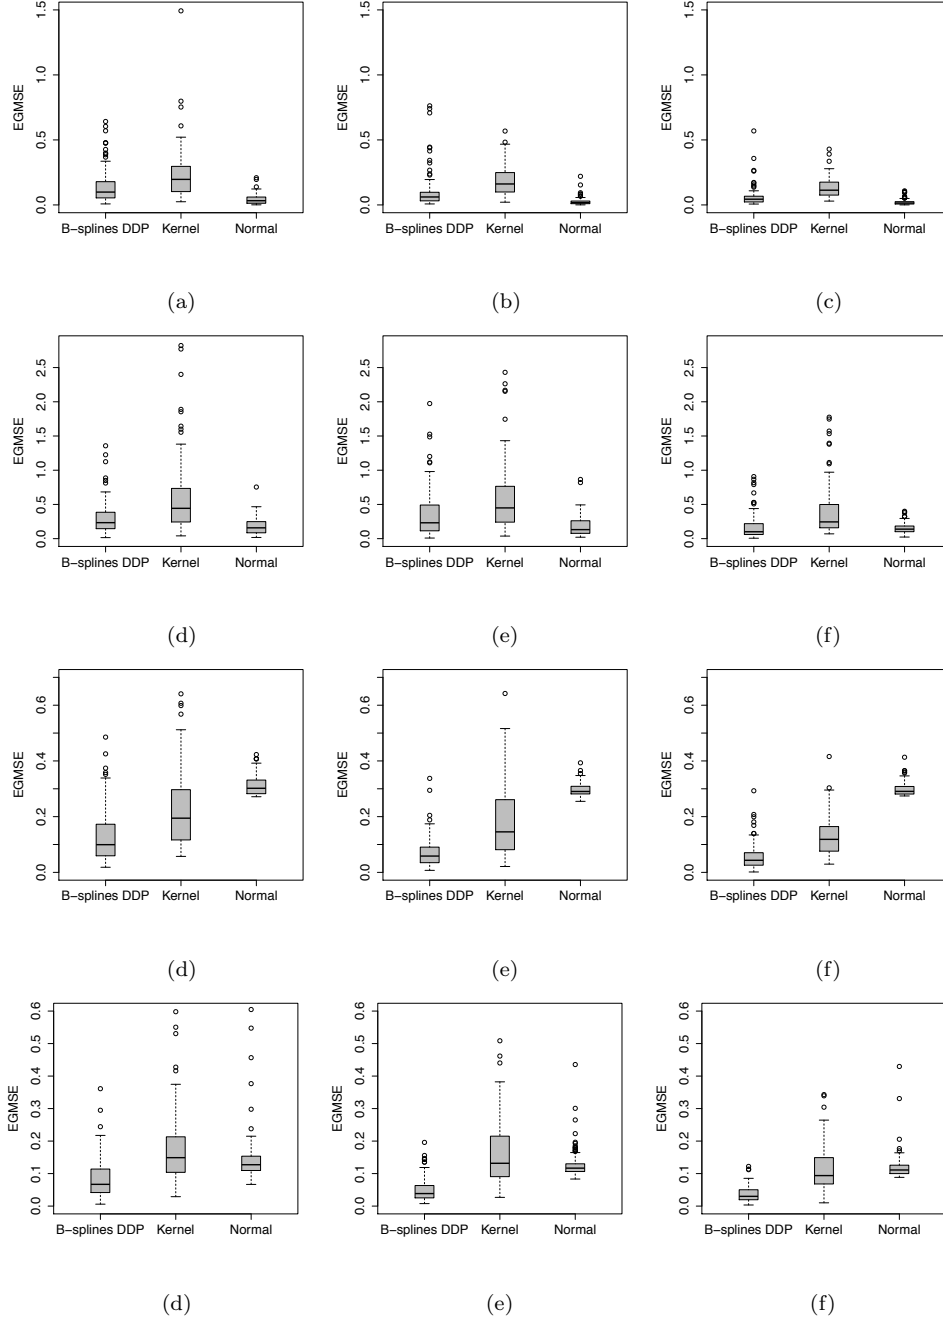 1.5
1.0
0.5
0.0
EGMSE
B−splines DDP Kernel Normal
(a)
1.5
1.0
0.5
0.0
EGMSE
B−splines DDP Kernel Normal
(b)
1.5
1.0
0.5
0.0
EGMSE
B−splines DDP Kernel Normal
(c)
2.5
2.0
1.5
1.0
0.5
0.0
EGMSE
B−splines DDP Kernel Normal
(d)
2.5
2.0
1.5
1.0
0.5
0.0
EGMSE
B−splines DDP Kernel Normal
(e)
2.5
2.0
1.5
1.0
0.5
0.0
EGMSE
B−splines DDP Kernel Normal
(f)
0.6
0.4
0.2
0.0
EGMSE
B−splines DDP Kernel Normal
(d)
0.6
0.4
0.2
0.0
EGMSE
B−splines DDP Kernel Normal
(e)
0.6
0.4
0.2
0.0
EGMSE
B−splines DDP Kernel Normal
(f)
0.6
0.5
0.4
0.3
0.2
0.1
0.0
EGMSE
B−splines DDP Kernel Normal
(d)
0.6
0.5
0.4
0.3
0.2
0.1
0.0
EGMSE
B−splines DDP Kernel Normal
(e)
0.6
0.5
0.4
0.3
0.2
0.1
0.0
EGMSE
B−splines DDP Kernel Normal
(f)